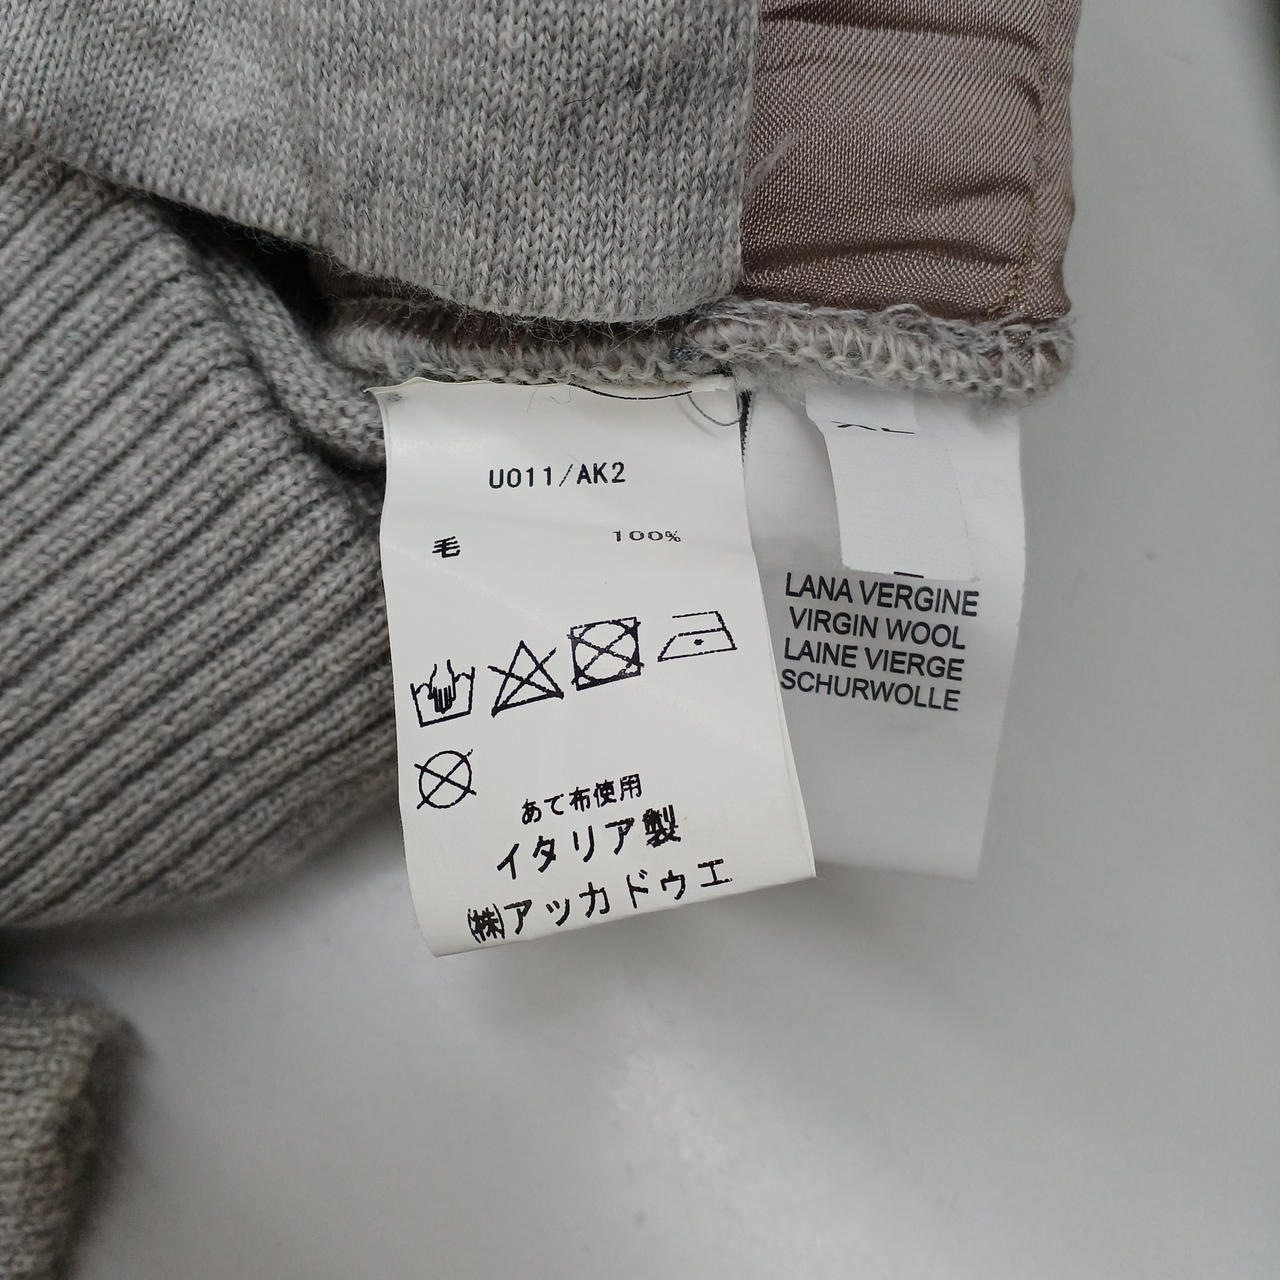 U011/AK2
毛 100%
あて布使用
イタリア製
㈱アッカドゥエ
XL
LANA VERGINE
VIRGIN WOOL
LAINE VIERGE
SCHURWOLLE